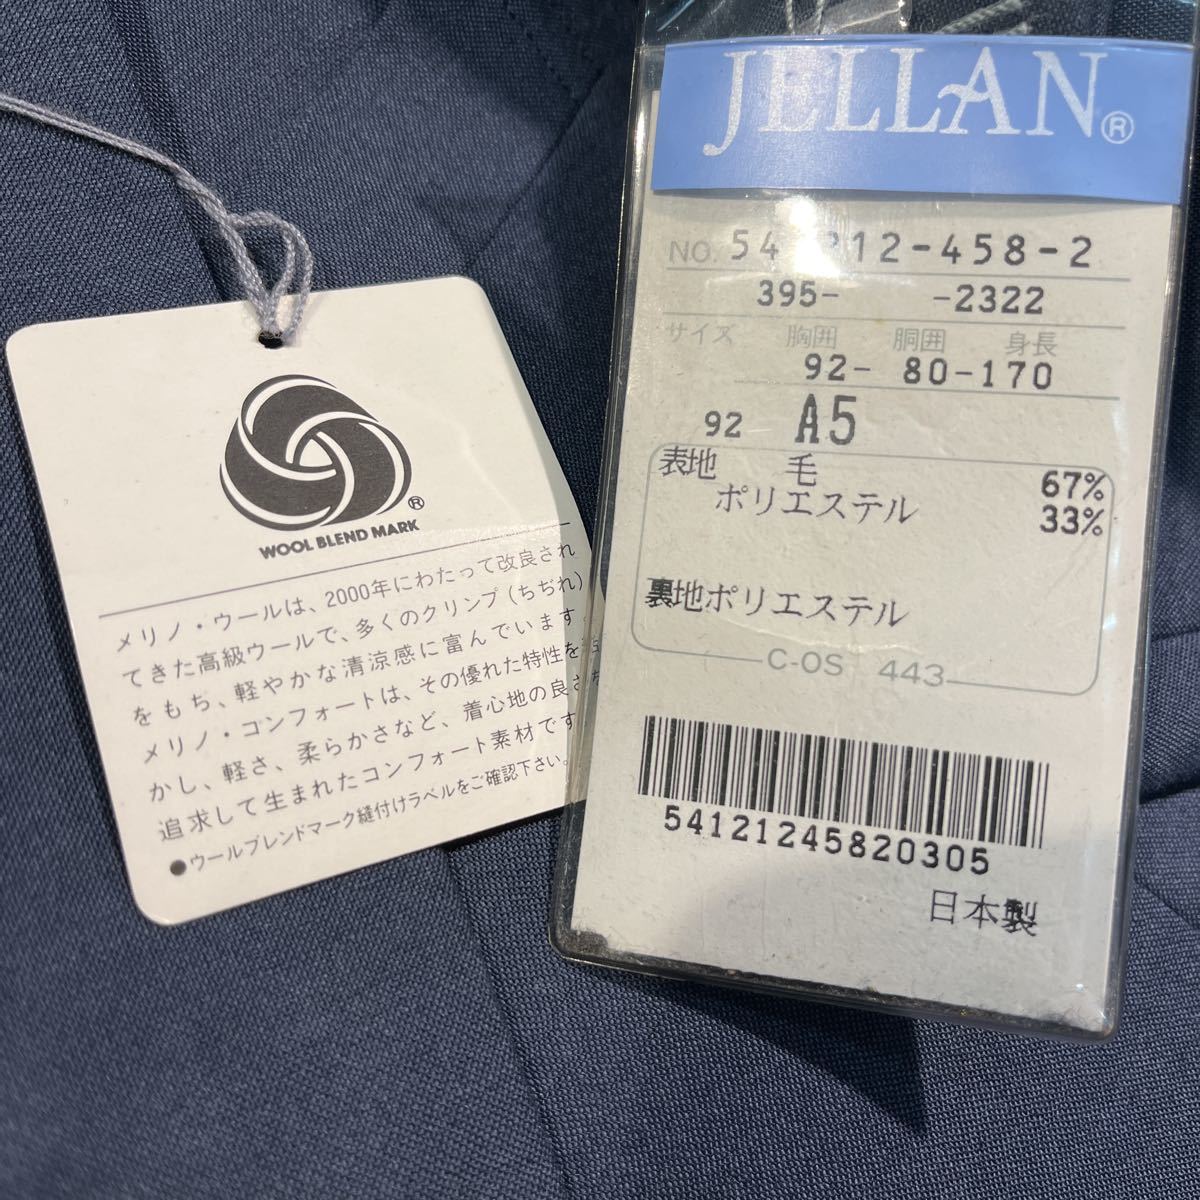 WOOL BLEND MARK
®
メリノ・ウールは、2000年にわたって改良され
てきた高級ウールで、多くのクリンプ(ちぢれ)
をもち、軽やかな清涼感に富んでいます
メリノ・コンフォートは、その優れた特性を
かし、軽さ、柔らかさなど、着心地の良さ
追求して生まれたコンフォート素材です
●ウールブレンドマーク縫付けラベルをご確認下さい。
JELLAN®
NO. 54 212-458-2
395- -2322
サイズ 胸囲 胴囲 身長
92- 80-170
92 A5
表地 毛 67%
ポリエステル 33%
裏地ポリエステル
C-OS 443
54121245820305
日本製